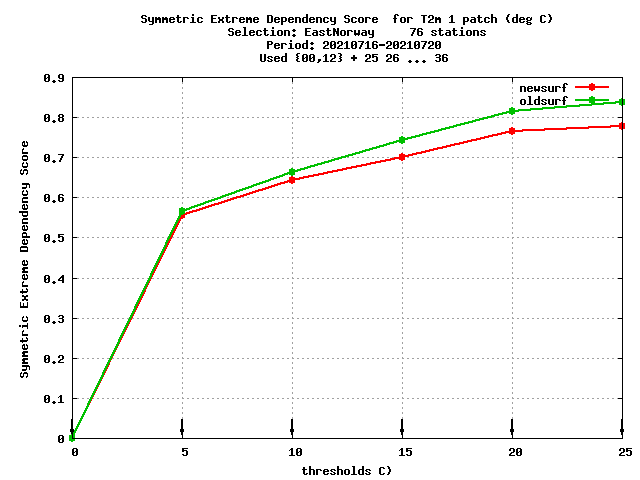 Symmetric Extreme Dependency Score  for T2m 1 patch (deg C)
Selection: EastNorway     76 stations
Period: 20210716-20210720
Used {00,12} + 25 26 ... 36
newsurf
oldsurf
Symmetric Extreme Dependency Score
0.9
0.8
0.7
0.6
0.5
0.4
0.3
0.2
0.1
0
0 5 10 15 20 25
thresholds C)